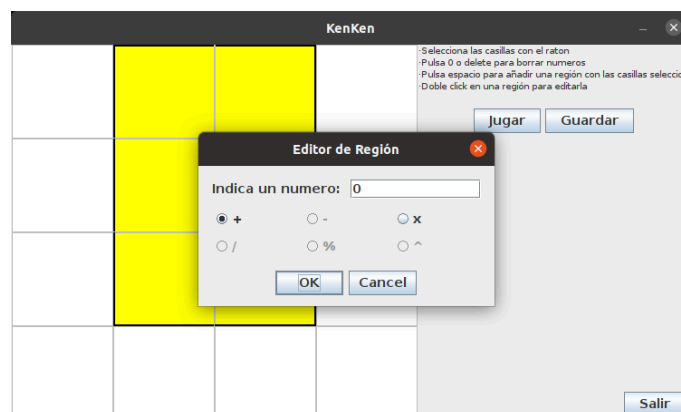 KenKen
·Selecciona las casillas con el raton
·Pulsa 0 o delete para borrar numeros
·Pulsa espacio para añadir una región con las casillas selecci
·Doble click en una región para editarla
Jugar Guardar
Editor de Región
Indica un numero: 0
+ - x
/ % ^
OK Cancel
Salir